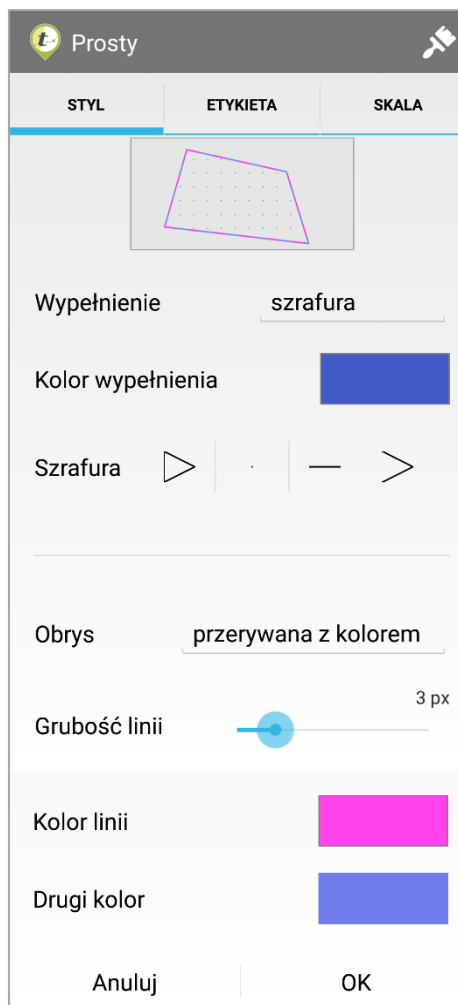 Prosty
STYL ETYKIETA SKALA
Wypełnienie szrafura
Kolor wypełnienia
Szrafura
Obrys przerywana z kolorem
3 px
Grubość linii
Kolor linii
Drugi kolor
Anuluj OK